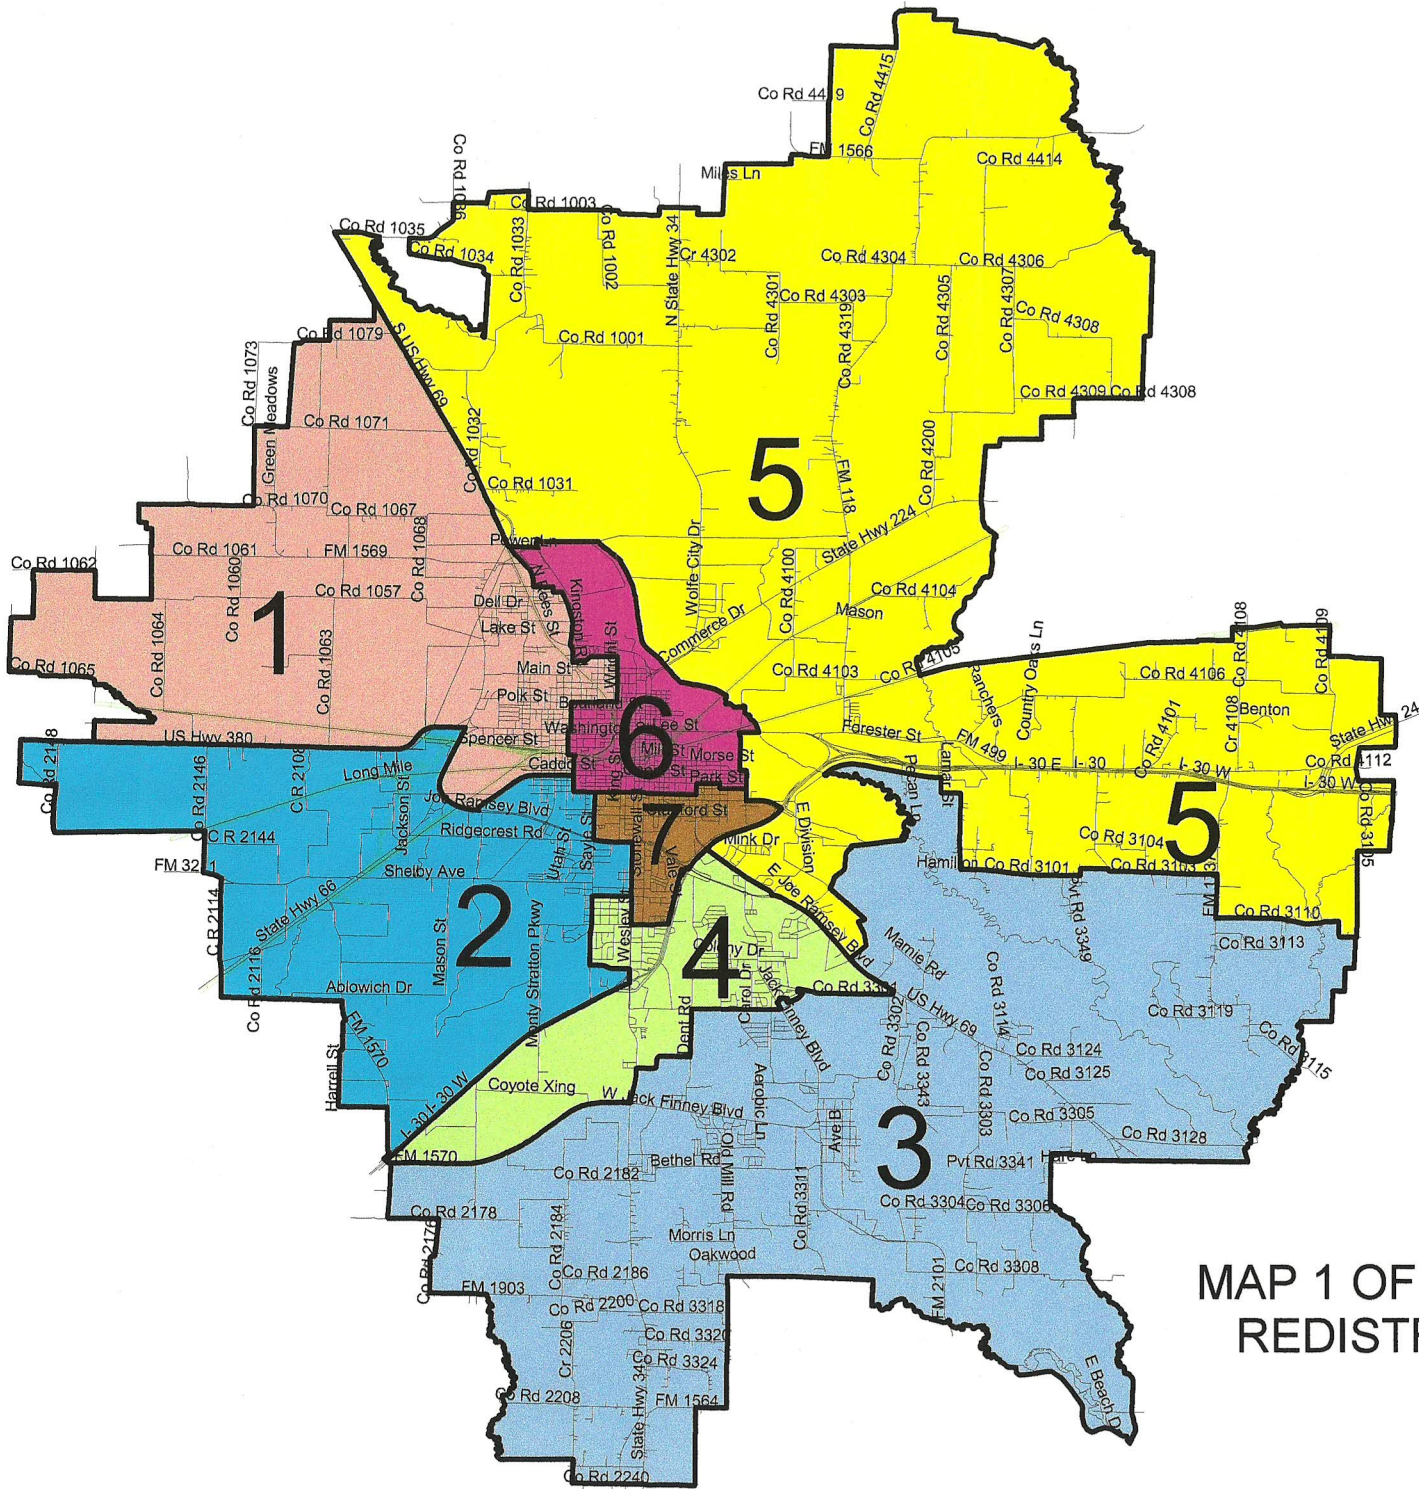 Co Rd 4415
Co Rd 4419
FM 1566
Co Rd 4414
Miles Ln
Co Rd 1036
Co Rd 1003
Co Rd 1035
Co Rd 1034
Co Rd 1033
Co Rd 1002
N State Hwy 34
Cr 4302
Co Rd 4304
Co Rd 4306
Co Rd 4301
Co Rd 4303
Co Rd 4319
Co Rd 4305
Co Rd 4307
Co Rd 4308
Co Rd 1079
S US Hwy 69
Co Rd 1001
Co Rd 1073
Green Meadows
Co Rd 4309
Co Rd 4308
Co Rd 1071
Co Rd 1032
Co Rd 4200
5
FM 118
Co Rd 1031
Co Rd 1070
Co Rd 1067
State Hwy 224
Co Rd 1068
Power Ln
Wolfe City Dr
Co Rd 4100
Co Rd 1061
FM 1569
Co Rd 1062
Co Rd 1060
Co Rd 1057
Kingston R
Co Rd 4104
Dell Dr
Mason
1
Lake St
Wright St
Commerce Dr
Country Oaks Ln
Co Rd 4108
Co Rd 4109
Co Rd 1064
Co Rd 1063
Co Rd 1065
Main St
Co Rd 4103
Co Rd 4105
Ranchers
Co Rd 4106
Polk St
6
Lee St
Washington
Benton
Co Rd 4101
Cr 4108
State Hwy 24
US Hwy 380
Spencer St
Forester St
FM 499
Morse St
Caddo St
King St
Park St
I- 30 E
I- 30
I- 30 W
Co Rd 4112
I- 30 W
Co Rd 2146
C R 2108
Long Mile
Pecan Ln
Lamar St
Jackson St
Joe Ramsey Blvd
Ridgecrest Rd
7
E Division
5
Co Rd 3105
C R 2144
Utah St
Sayle St
Mink Dr
Co Rd 3104
Shelby Ave
Hamilton
Co Rd 3101
Co Rd 3103
C R 2114
State Hwy 66
2
E Joe Ramsey Blvd
Pvt Rd 3349
Co Rd 3110
Mason St
Monty Stratton Pkwy
Wesley St
4
Colony Dr
Mamie Rd
Co Rd 3113
Co Rd 2116
Ablowich Dr
Carol Dr
Jack Finney Blvd
US Hwy 69
Co Rd 3114
Co Rd 3119
Co Rd 3115
FM 1570
Dent Rd
Co Rd 3302
Co Rd 3343
Co Rd 3124
Co Rd 3125
Harrell St
Coyote Xing
W Jack Finney Blvd
Aerobic Ln
Ave B
3
Co Rd 3303
Co Rd 3305
Co Rd 3128
I- 30
I- 30 W
FM 1570
Bethel Rd
Old Mill Rd
Co Rd 2182
Co Rd 3311
Pvt Rd 3341
Co Rd 3304
Co Rd 3306
Co Rd 2178
Co Rd 2176
Co Rd 2184
Morris Ln
Oakwood
Co Rd 2186
Co Rd 3308
FM 1903
FM 2101
Co Rd 2200
Co Rd 3318
Cr 2206
Co Rd 3320
Co Rd 3324
State Hwy 34
Co Rd 2208
FM 1564
E Beach D
Co Rd 2240
MAP 1 OF
REDISTI